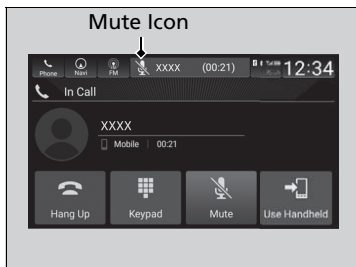 Mute Icon
Phone Navi FM XXXX (00:21) 12:34
In Call
XXXX
Mobile 00:21
Hang Up Keypad Mute Use Handheld